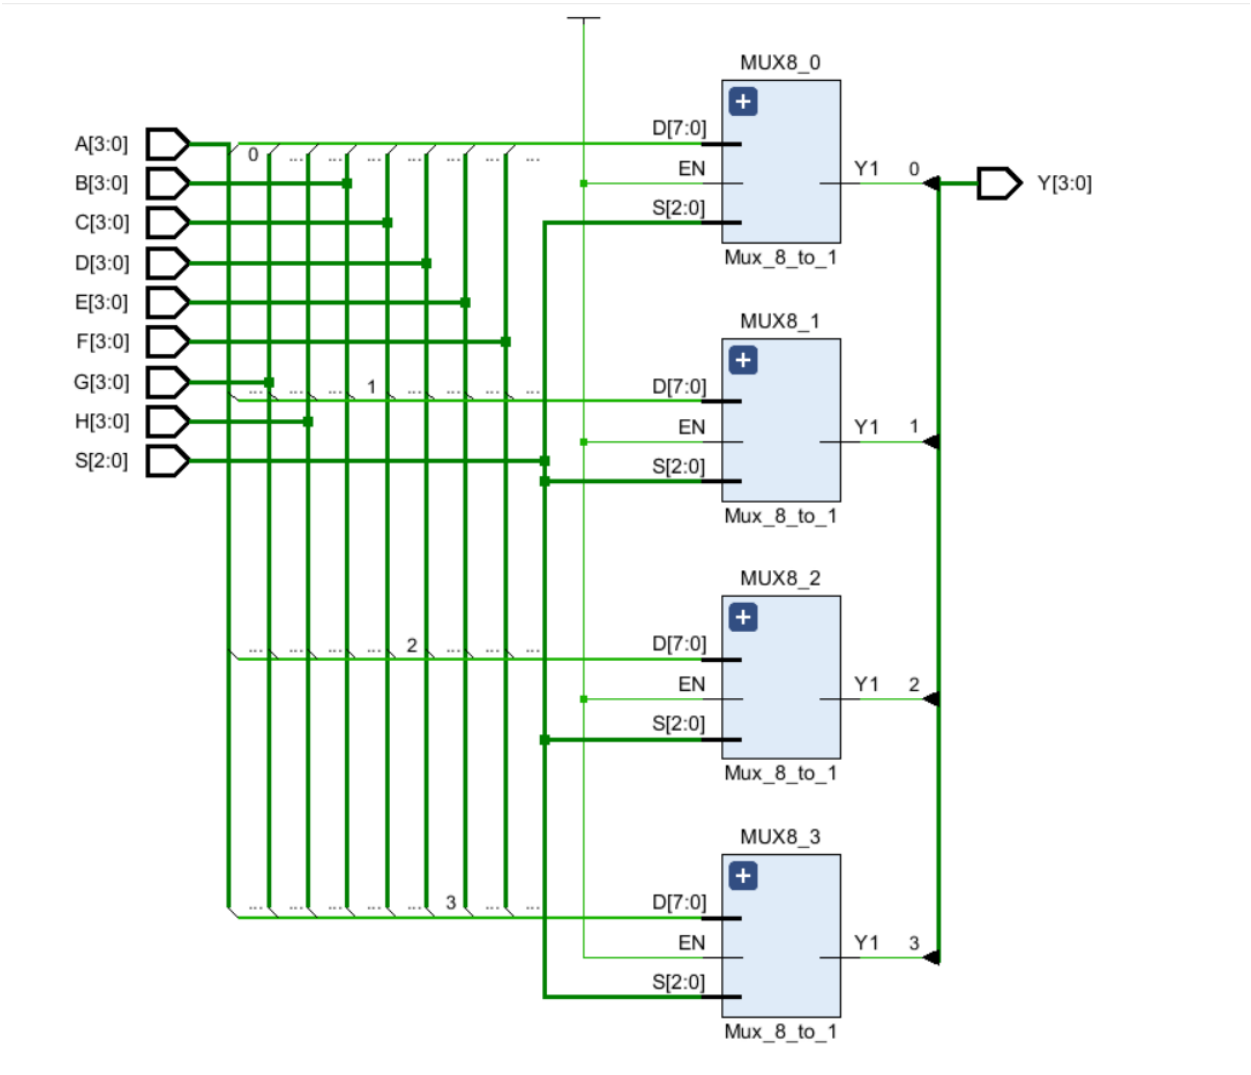 MUX8_0
D[7:0]
EN
S[2:0]
Y1 0
Mux_8_to_1
A[3:0]
B[3:0]
C[3:0]
D[3:0]
E[3:0]
F[3:0]
G[3:0]
H[3:0]
S[2:0]
0 ... ... ... ... ... ... ...
Y[3:0]
MUX8_1
... ... ... 1 ... ... ... ...
D[7:0]
EN
S[2:0]
Y1 1
Mux_8_to_1
MUX8_2
... ... ... ... 2 ... ... ...
D[7:0]
EN
S[2:0]
Y1 2
Mux_8_to_1
MUX8_3
... ... ... ... ... 3 ... ...
D[7:0]
EN
S[2:0]
Y1 3
Mux_8_to_1